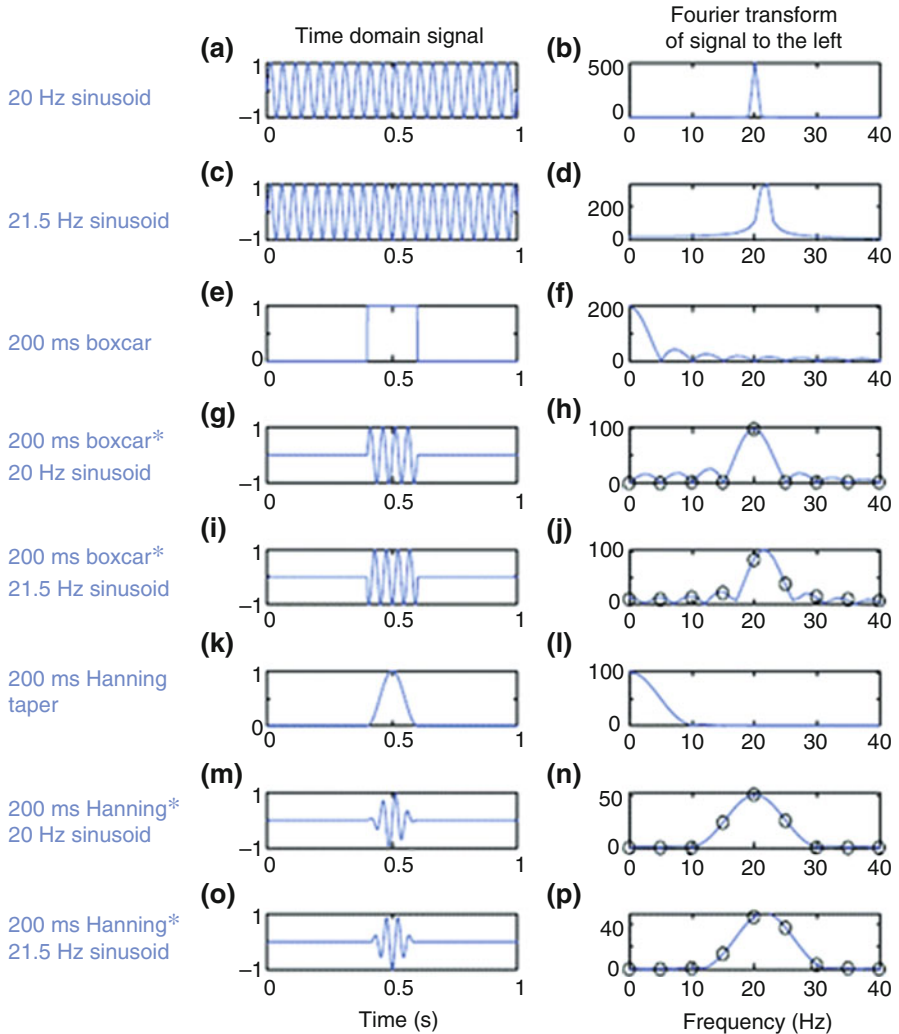 Time domain signal
Fourier transform
of signal to the left
(a)
(b)
20 Hz sinusoid
1
−1
0
0.5
1
500
0
0
10
20
30
40
(c)
(d)
21.5 Hz sinusoid
1
−1
0
0.5
1
200
0
0
10
20
30
40
(e)
(f)
200 ms boxcar
1
0
0
0.5
1
200
0
0
10
20
30
40
(g)
(h)
200 ms boxcar*
20 Hz sinusoid
1
−1
0
0.5
1
100
0
0
10
20
30
40
(i)
(j)
200 ms boxcar*
21.5 Hz sinusoid
1
−1
0
0.5
1
100
0
0
10
20
30
40
(k)
(l)
200 ms Hanning
taper
1
0
0
0.5
1
100
0
0
10
20
30
40
(m)
(n)
200 ms Hanning*
20 Hz sinusoid
1
−1
0
0.5
1
50
0
0
10
20
30
40
(o)
(p)
200 ms Hanning*
21.5 Hz sinusoid
1
−1
0
0.5
1
40
0
0
10
20
30
40
Time (s)
Frequency (Hz)